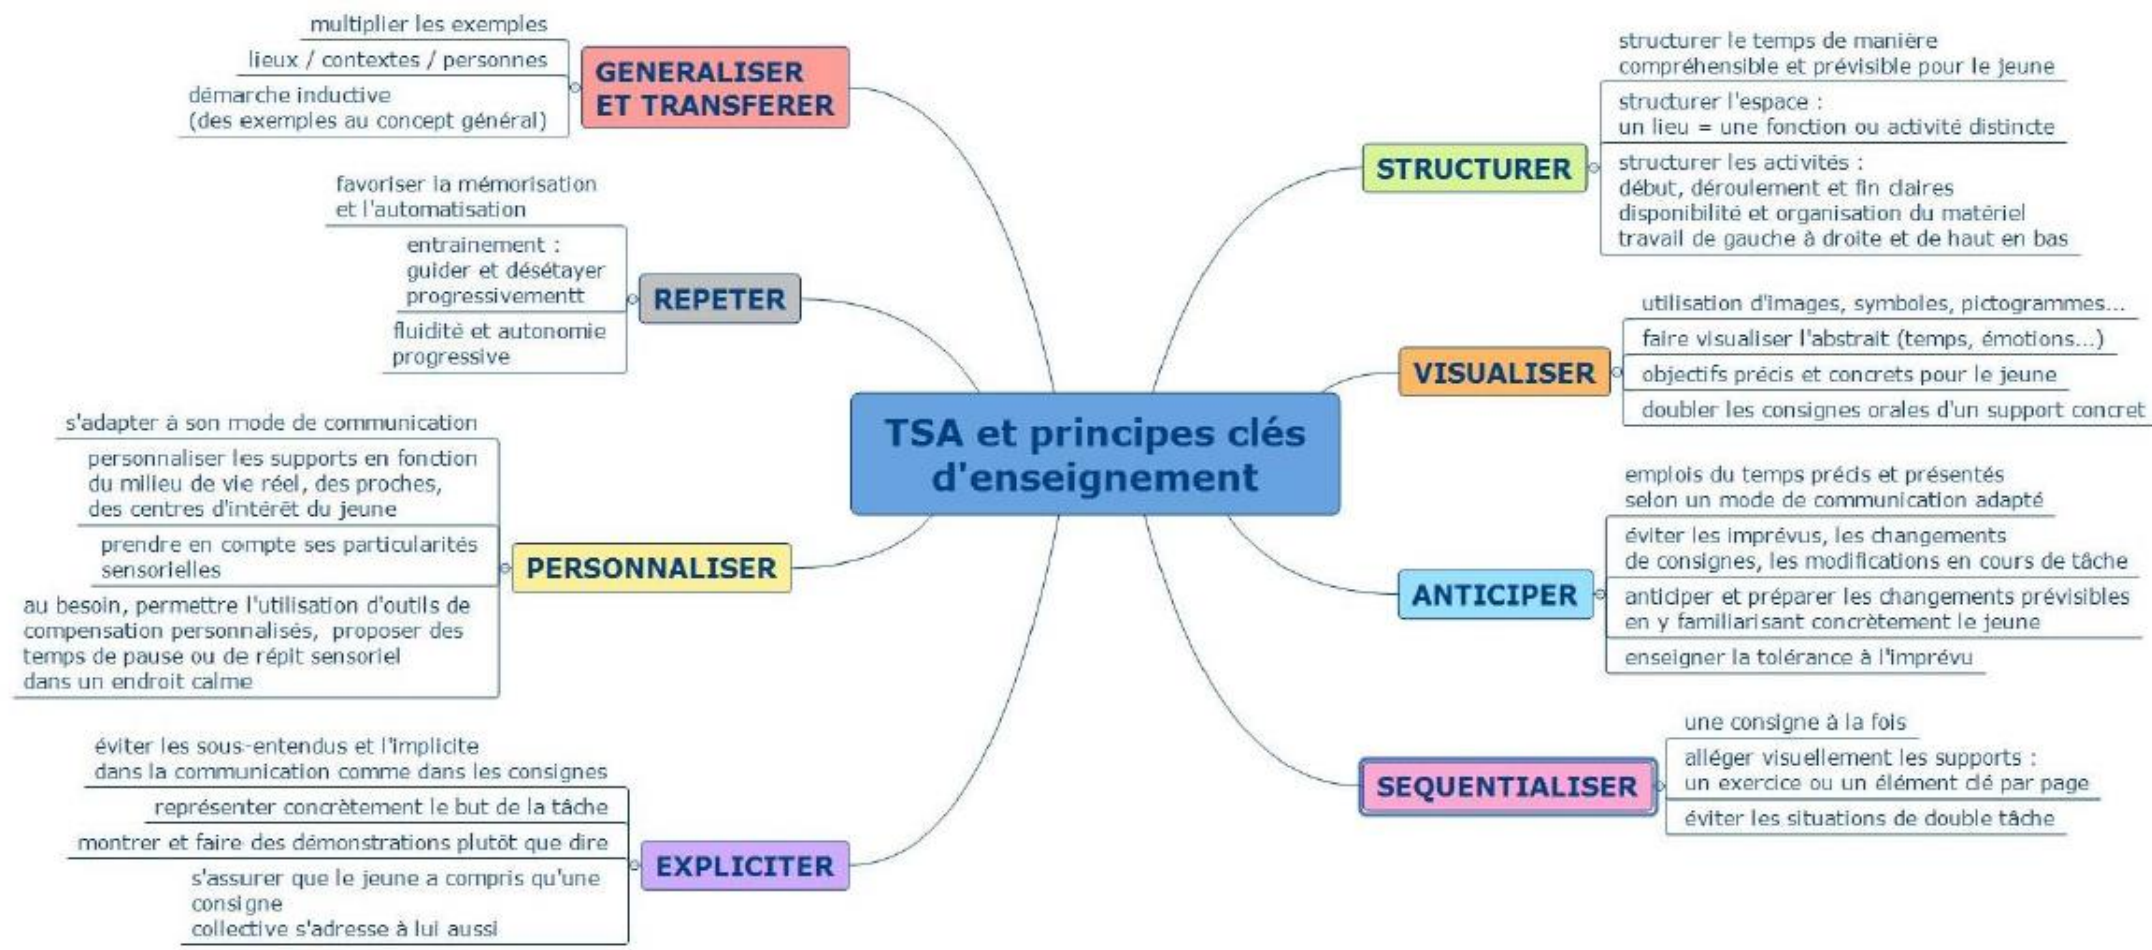 TSA et principes clés
d'enseignement
STRUCTURER
structurer le temps de manière
compréhensible et prévisible pour le jeune
structurer l'espace :
un lieu = une fonction ou activité distincte
structurer les activités :
début, déroulement et fin claires
disponibilité et organisation du matériel
travail de gauche à droite et de haut en bas
VISUALISER
utilisation d'images, symboles, pictogrammes...
faire visualiser l'abstrait (temps, émotions...)
objectifs précis et concrets pour le jeune
doubler les consignes orales d'un support concret
ANTICIPER
emplois du temps précis et présentés
selon un mode de communication adapté
éviter les imprévus, les changements
de consignes, les modifications en cours de tâche
anticiper et préparer les changements prévisibles
en y familiarisant concrètement le jeune
enseigner la tolérance à l'imprévu
SEQUENTIALISER
une consigne à la fois
alléger visuellement les supports :
un exercice ou un élément clé par page
éviter les situations de double tâche
GENERALISER
ET TRANSFERER
multiplier les exemples
lieux / contextes / personnes
démarche inductive
(des exemples au concept général)
REPETER
favoriser la mémorisation
et l'automatisation
entrainement :
guider et désétayer
progressivementt
fluidité et autonomie
progressive
PERSONNALISER
s'adapter à son mode de communication
personnaliser les supports en fonction
du milieu de vie réel, des proches,
des centres d'intérêt du jeune
prendre en compte ses particularités
sensorielles
au besoin, permettre l'utilisation d'outils de
compensation personnalisés, proposer des
temps de pause ou de répit sensoriel
dans un endroit calme
EXPLICITER
éviter les sous-entendus et l'implicite
dans la communication comme dans les consignes
représenter concrètement le but de la tâche
montrer et faire des démonstrations plutôt que dire
s'assurer que le jeune a compris qu'une
consigne
collective s'adresse à lui aussi